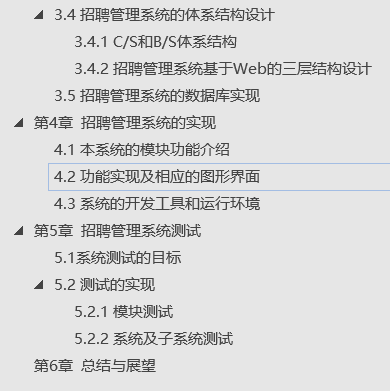 3.4 招聘管理系统的体系结构设计
3.4.1 C/S和B/S体系结构
3.4.2 招聘管理系统基于Web的三层结构设计
3.5 招聘管理系统的数据库实现
第4章 招聘管理系统的实现
4.1 本系统的模块功能介绍
4.2 功能实现及相应的图形界面
4.3 系统的开发工具和运行环境
第5章 招聘管理系统测试
5.1系统测试的目标
5.2 测试的实现
5.2.1 模块测试
5.2.2 系统及子系统测试
第6章 总结与展望